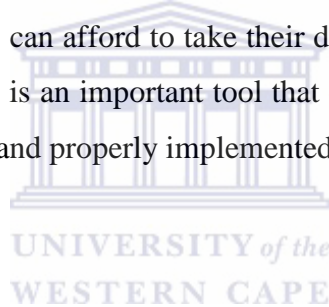 can afford to take their d
is an important tool that
and properly implemented
UNIVERSITY of the
WESTERN CAPE